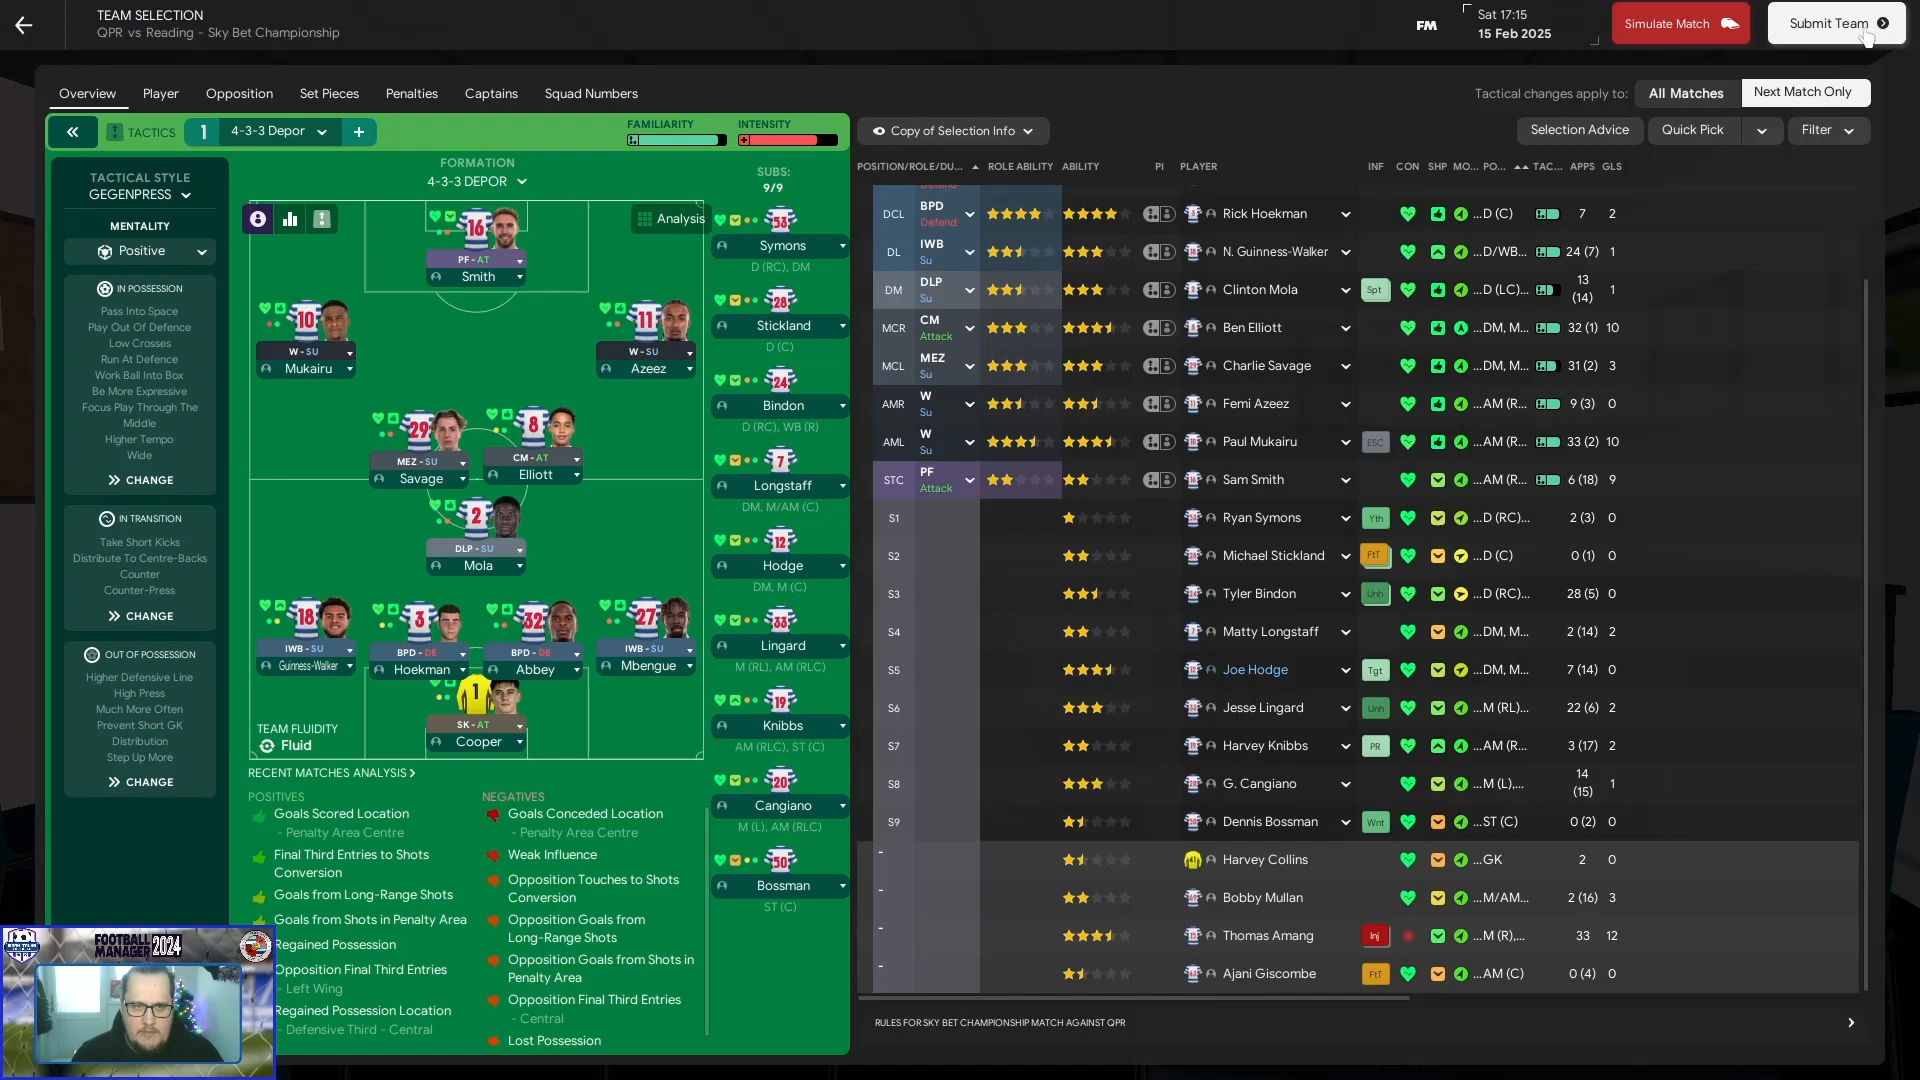 TEAM SELECTION
QPR vs Reading - Sky Bet Championship
FM
Sat 17:15
15 Feb 2025
Simulate Match
Submit Team
Overview
Player
Opposition
Set Pieces
Penalties
Captains
Squad Numbers
Tactical changes apply to:
All Matches
Next Match Only
TACTICS
1
4-3-3 Depor
FAMILIARITY
INTENSITY
Copy of Selection Info
Selection Advice
Quick Pick
Filter
TACTICAL STYLE
GEGENPRESS
MENTALITY
Positive
IN POSSESSION
Pass Into Space
Play Out Of Defence
Low Crosses
Run At Defence
Work Ball Into Box
Be More Expressive
Focus Play Through The
Middle
Higher Tempo
Wide
CHANGE
IN TRANSITION
Take Short Kicks
Distribute To Centre-Backs
Counter
Counter-Press
CHANGE
OUT OF POSSESSION
Higher Defensive Line
High Press
Much More Often
Prevent Short GK
Distribution
Step Up More
CHANGE
FORMATION
4-3-3 DEPOR
Analysis
16
PF - AT
Smith
10
W - SU
Mukairu
11
W - SU
Azeez
29
MEZ - SU
Savage
8
CM - AT
Elliott
2
DLP - SU
Mola
18
IWB - SU
Guinness-Walker
3
BPD - DE
Hoekman
32
BPD - DE
Abbey
27
IWB - SU
Mbengue
1
SK - AT
Cooper
TEAM FLUIDITY
Fluid
RECENT MATCHES ANALYSIS
POSITIVES
Goals Scored Location
- Penalty Area Centre
Final Third Entries to Shots
Conversion
Goals from Long-Range Shots
Goals from Shots in Penalty Area
Regained Possession
Opposition Final Third Entries
- Left Wing
Regained Possession Location
- Defensive Third - Central
NEGATIVES
Goals Conceded Location
- Penalty Area Centre
Weak Influence
Opposition Touches to Shots
Conversion
Opposition Goals from
Long-Range Shots
Opposition Goals from Shots in
Penalty Area
Opposition Final Third Entries
- Central
Lost Possession
SUBS:
9/9
Symons
D (RC), DM
28
Stickland
D (C)
24
Bindon
D (RC), WB (R)
7
Longstaff
DM, M/AM (C)
12
Hodge
DM, M (C)
33
Lingard
M (RL), AM (RLC)
19
Knibbs
AM (RLC), ST (C)
20
Cangiano
M (L), AM (RLC)
50
Bossman
ST (C)
POSITION/ROLE/DU... ROLE ABILITY ABILITY PI PLAYER INF CON SHP MO... PO... TAC... APPS GLS
DCL BPD Defend Rick Hoekman ...D (C) 7 2
DL IWB Su N. Guinness-Walker ...D/WB... 24 (7) 1
DM DLP Su Clinton Mola Spt ...D (LC)... 13 (14) 1
MCR CM Attack Ben Elliott ...DM, M... 32 (1) 10
MCL MEZ Su Charlie Savage ...DM, M... 31 (2) 3
AMR W Su Femi Azeez ...AM (R... 9 (3) 0
AML W Su Paul Mukairu ESC ...AM (R... 33 (2) 10
STC PF Attack Sam Smith ...AM (R... 6 (18) 9
S1 Ryan Symons Yth ...D (RC)... 2 (3) 0
S2 Michael Stickland FtT ...D (C) 0 (1) 0
S3 Tyler Bindon Unh ...D (RC)... 28 (5) 0
S4 Matty Longstaff ...DM, M... 2 (14) 2
S5 Joe Hodge Tgt ...DM, M... 7 (14) 0
S6 Jesse Lingard Unh ...M (RL)... 22 (6) 2
S7 Harvey Knibbs PR ...AM (R... 3 (17) 2
S8 G. Cangiano ...M (L),... 14 (15) 1
S9 Dennis Bossman Wnt ...ST (C) 0 (2) 0
- Harvey Collins ...GK 2 0
- Bobby Mullan ...M/AM... 2 (16) 3
- Thomas Amang Inj ...M (R),... 33 12
- Ajani Giscombe FtT ...AM (C) 0 (4) 0
RULES FOR SKY BET CHAMPIONSHIP MATCH AGAINST QPR
FOOTBALL
MANAGER 2024